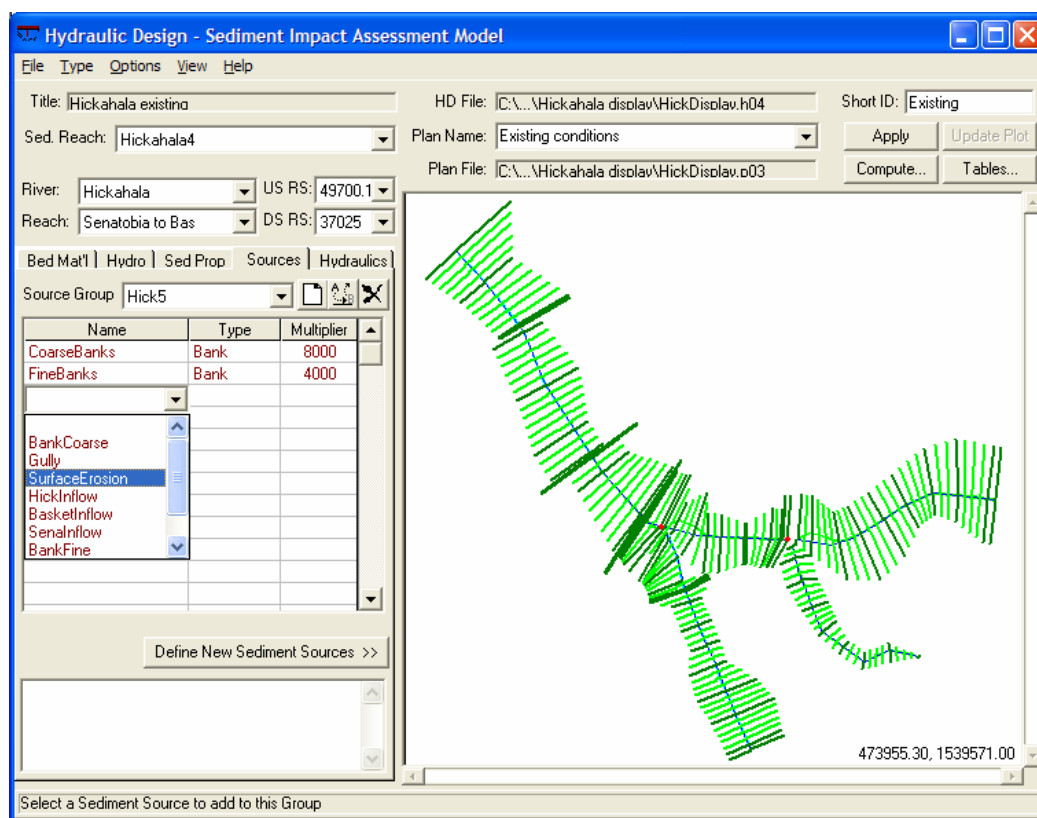 Hydraulic Design - Sediment Impact Assessment Model
File Type Options View Help
Title: Hickahala existing
HD File: C:\...\Hickahala display\HickDisplay.h04
Short ID: Existing
Sed. Reach: Hickahala4
Plan Name: Existing conditions
Apply
Update Plot
Plan File: C:\...\Hickahala display\HickDisplay.p03
Compute...
Tables...
River: Hickahala
US RS: 49700.1
Reach: Senatobia to Bas
DS RS: 37025
Bed Mat'l Hydro Sed Prop Sources Hydraulics
Source Group Hick5
Name Type Multiplier
CoarseBanks Bank 8000
FineBanks Bank 4000
BankCoarse
Gully
SurfaceErosion
HickInflow
BasketInflow
SenaInflow
BankFine
Define New Sediment Sources >>
473955.30, 1539571.00
Select a Sediment Source to add to this Group